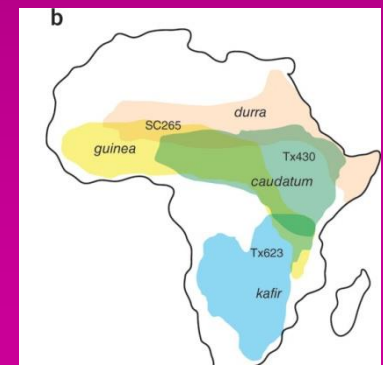 b
durra
SC265
guinea
Tx430
caudatum
Tx623
kafir